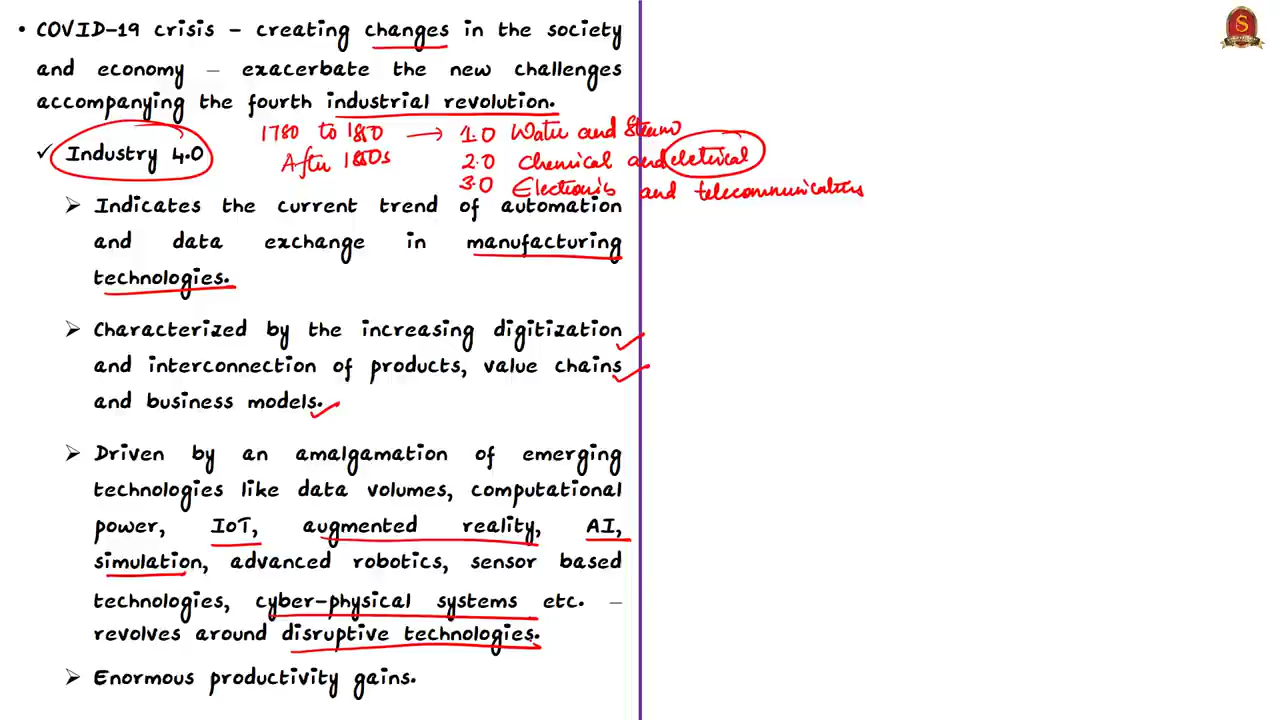 • COVID-19 crisis – creating changes in the society
and economy – exacerbate the new challenges
accompanying the fourth industrial revolution.
1780 to 1850 → 1.0 Water and Steam
✓ Industry 4.0
After 1850s 2.0 Chemical and eletrical
3.0 Electronis and telecommunications
➢ Indicates the current trend of automation
and data exchange in manufacturing
technologies.
➢ Characterized by the increasing digitization
and interconnection of products, value chains
and business models.
➢ Driven by an amalgamation of emerging
technologies like data volumes, computational
power, IoT, augmented reality, AI,
simulation, advanced robotics, sensor based
technologies, cyber-physical systems etc. –
revolves around disruptive technologies.
➢ Enormous productivity gains.
S